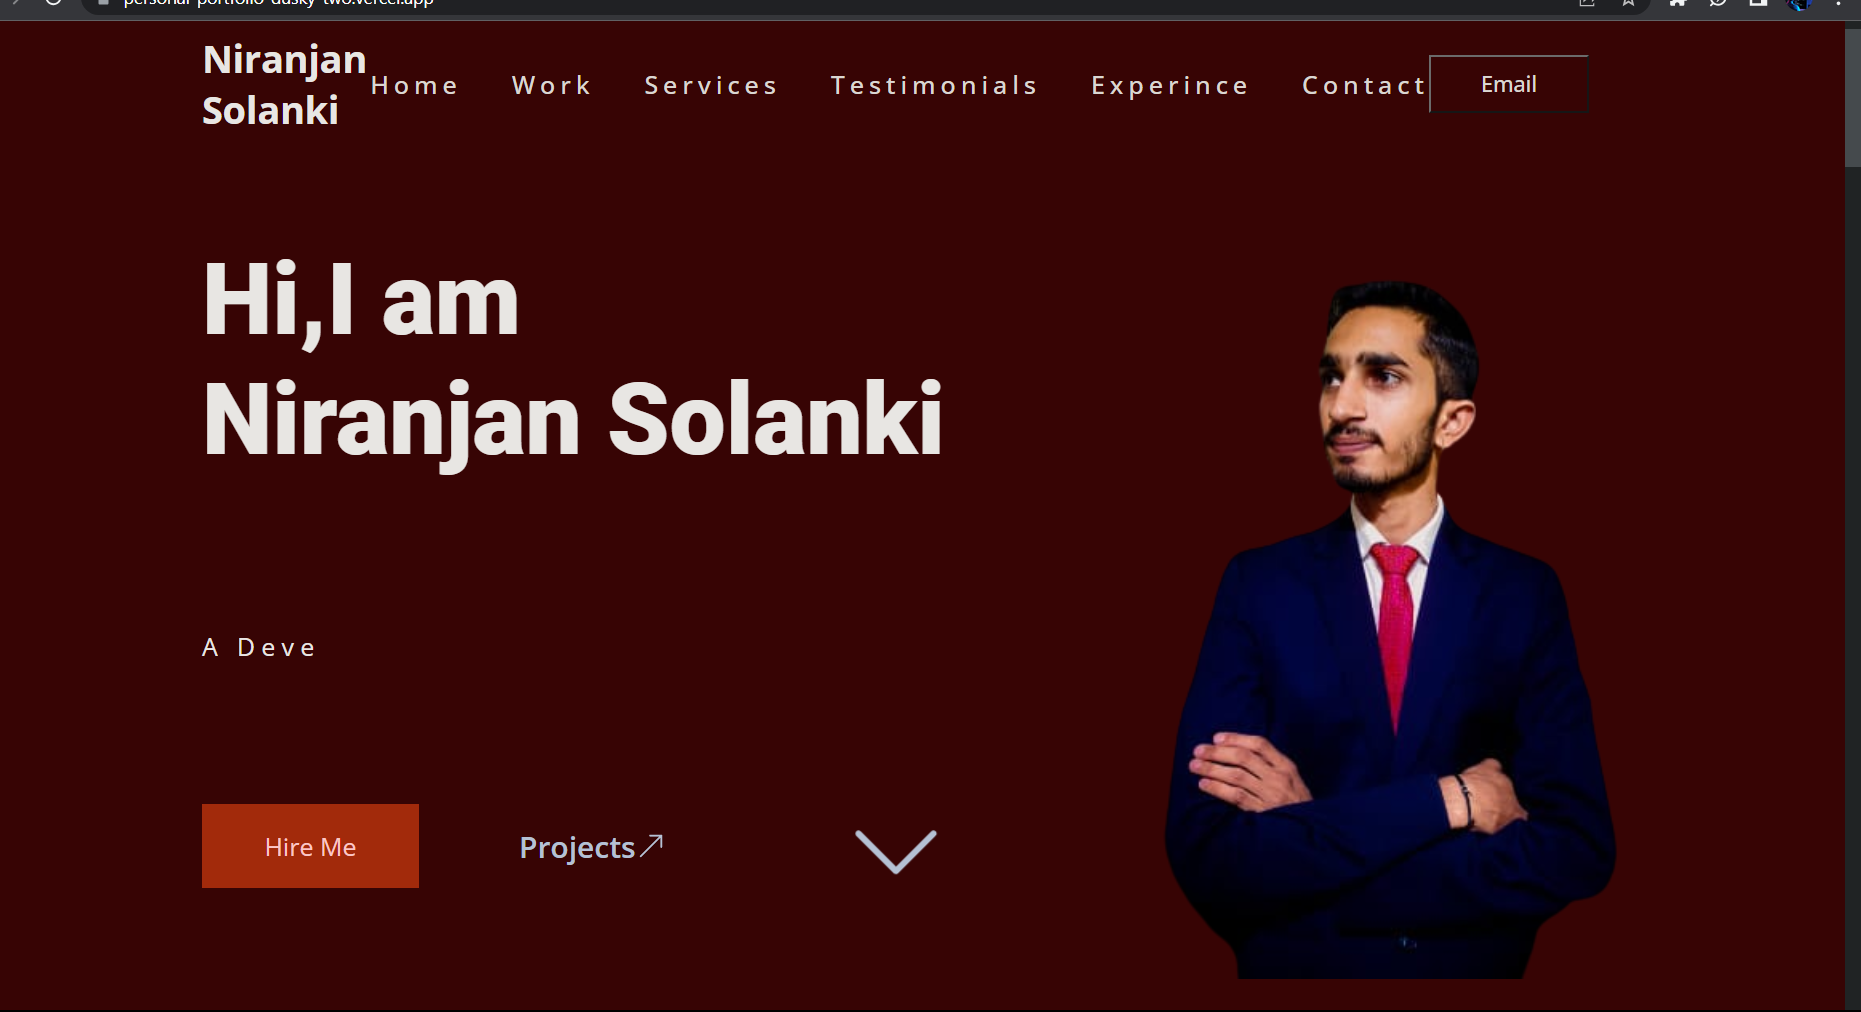 personal-portfolio-dusky-two.vercel.app
Niranjan
Solanki
Home Work Services Testimonials Experince Contact Email
Hi,I am
Niranjan Solanki
A Deve
Hire Me Projects